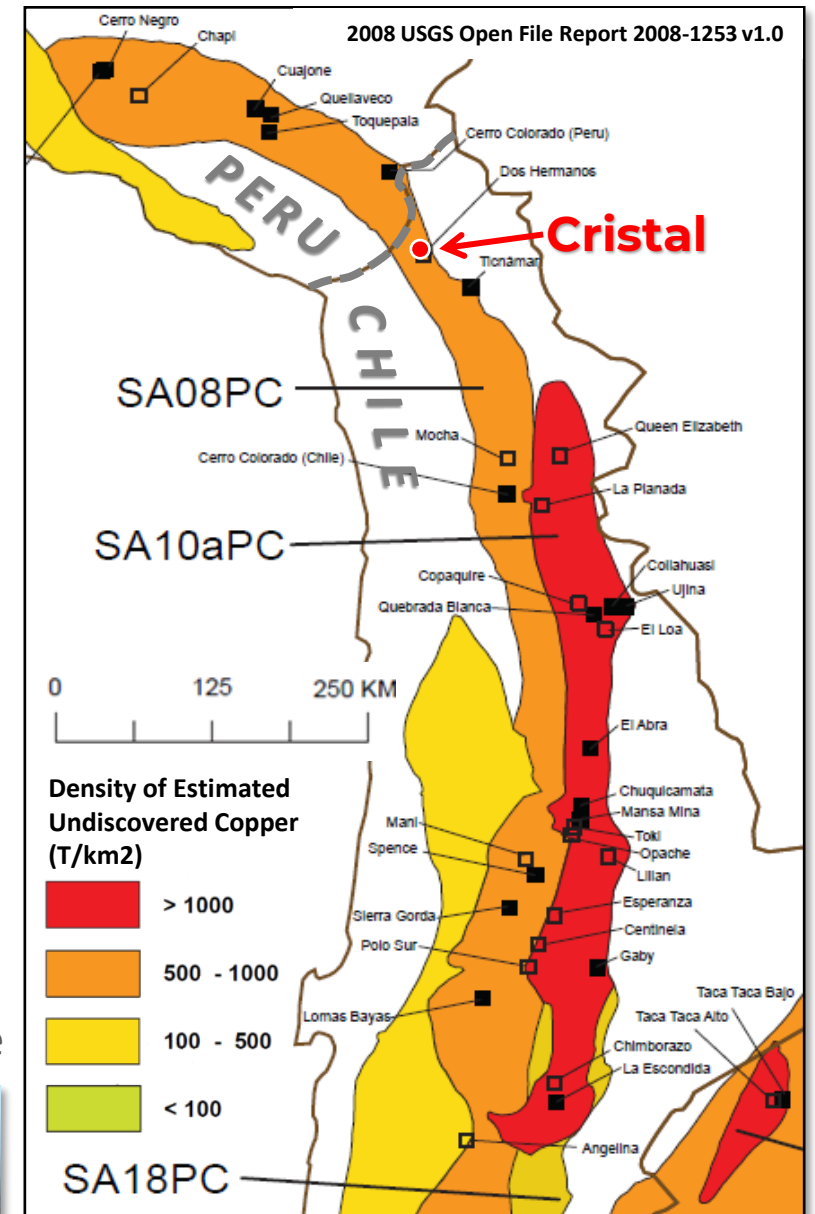 2008 USGS Open File Report 2008-1253 v1.0
Cerro Negro
Chapi
Cuajone
Quellaveco
Toquepala
Cerro Colorado (Peru)
Dos Hermanos
PERU
Cristal
Ticnámar
CHILE
SA08PC
Mocha
Queen Elizabeth
Cerro Colorado (Chile)
La Planada
SA10aPC
Collahuasi
Copaquire
Ujina
Quebrada Blanca
El Loa
0 125 250 KM
El Abra
Density of Estimated
Undiscovered Copper
(T/km2)
Chuquicamata
Mansa Mina
Mani
Toki
Spence
Opache
Lilian
> 1000
Esperanza
Sierra Gorda
Centinela
Polo Sur
Gaby
500 - 1000
Taca Taca Bajo
Lomas Bayas
Taca Taca Alto
100 - 500
Chimborazo
La Escondida
< 100
Angelina
SA18PC
e